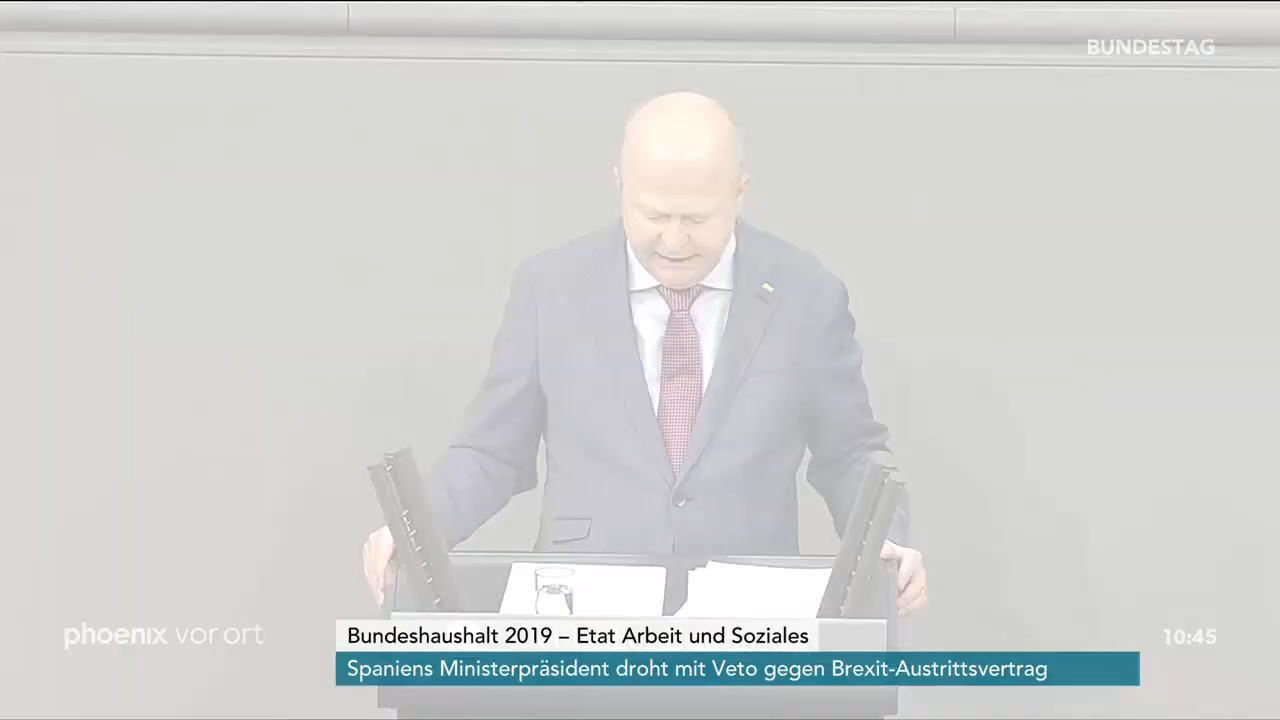 BUNDESTAG
phoenix vor ort
10:45
Bundeshaushalt 2019 – Etat Arbeit und Soziales
Spaniens Ministerpräsident droht mit Veto gegen Brexit-Austrittsvertrag